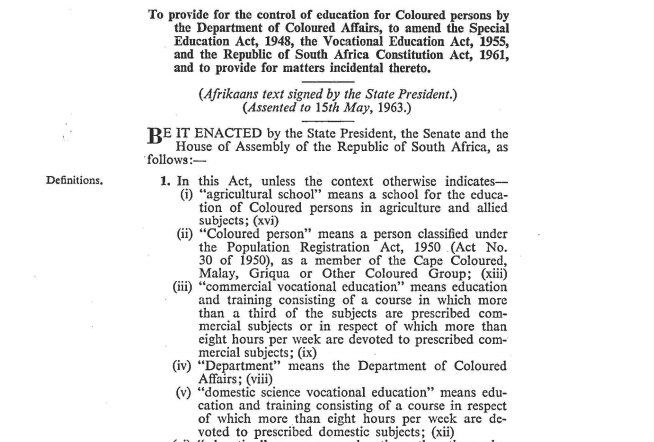 To provide for the control of education for Coloured persons by
the Department of Coloured Affairs, to amend the Special
Education Act, 1948, the Vocational Education Act, 1955,
and the Republic of South Africa Constitution Act, 1961,
and to provide for matters incidental thereto.
(Afrikaans text signed by the State President.)
(Assented to 15th May, 1963.)
BE IT ENACTED by the State President, the Senate and the
House of Assembly of the Republic of South Africa, as
follows:—
Definitions. 1. In this Act, unless the context otherwise indicates—
(i) “agricultural school” means a school for the educa-
tion of Coloured persons in agriculture and allied
subjects; (xvi)
(ii) “Coloured person” means a person classified under
the Population Registration Act, 1950 (Act No.
30 of 1950), as a member of the Cape Coloured,
Malay, Griqua or Other Coloured Group; (xiii)
(iii) “commercial vocational education” means education
and training consisting of a course in which more
than a third of the subjects are prescribed com-
mercial subjects or in respect of which more than
eight hours per week are devoted to prescribed com-
mercial subjects; (ix)
(iv) “Department” means the Department of Coloured
Affairs; (viii)
(v) “domestic science vocational education” means edu-
cation and training consisting of a course in respect
of which more than eight hours per week are de-
voted to prescribed domestic subjects; (xii)